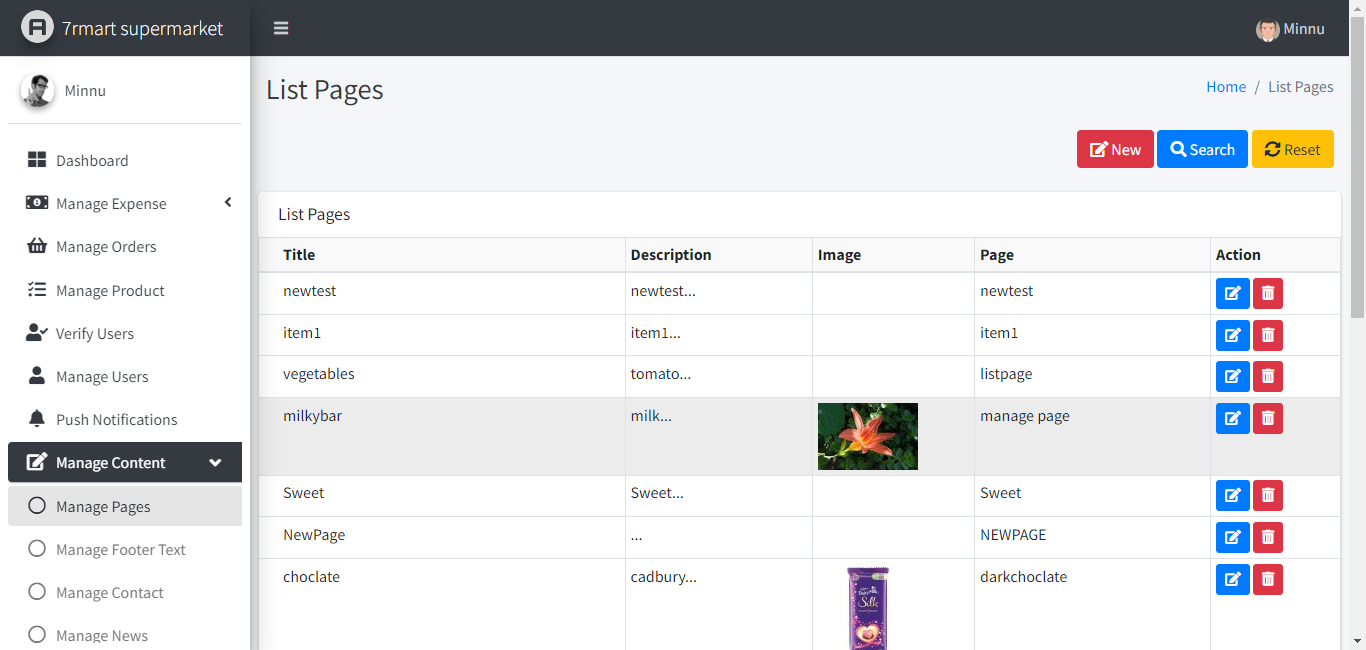 7rmart supermarket
Minnu
Minnu
Dashboard
Manage Expense
Manage Orders
Manage Product
Verify Users
Manage Users
Push Notifications
Manage Content
Manage Pages
Manage Footer Text
Manage Contact
Manage News
List Pages
Home / List Pages
New Search Reset
List Pages
Title Description Image Page Action
newtest newtest... newtest
item1 item1... item1
vegetables tomato... listpage
milkybar milk... manage page
Sweet Sweet... Sweet
NewPage ... NEWPAGE
choclate cadbury... darkchoclate
Dairy Milk
Silk